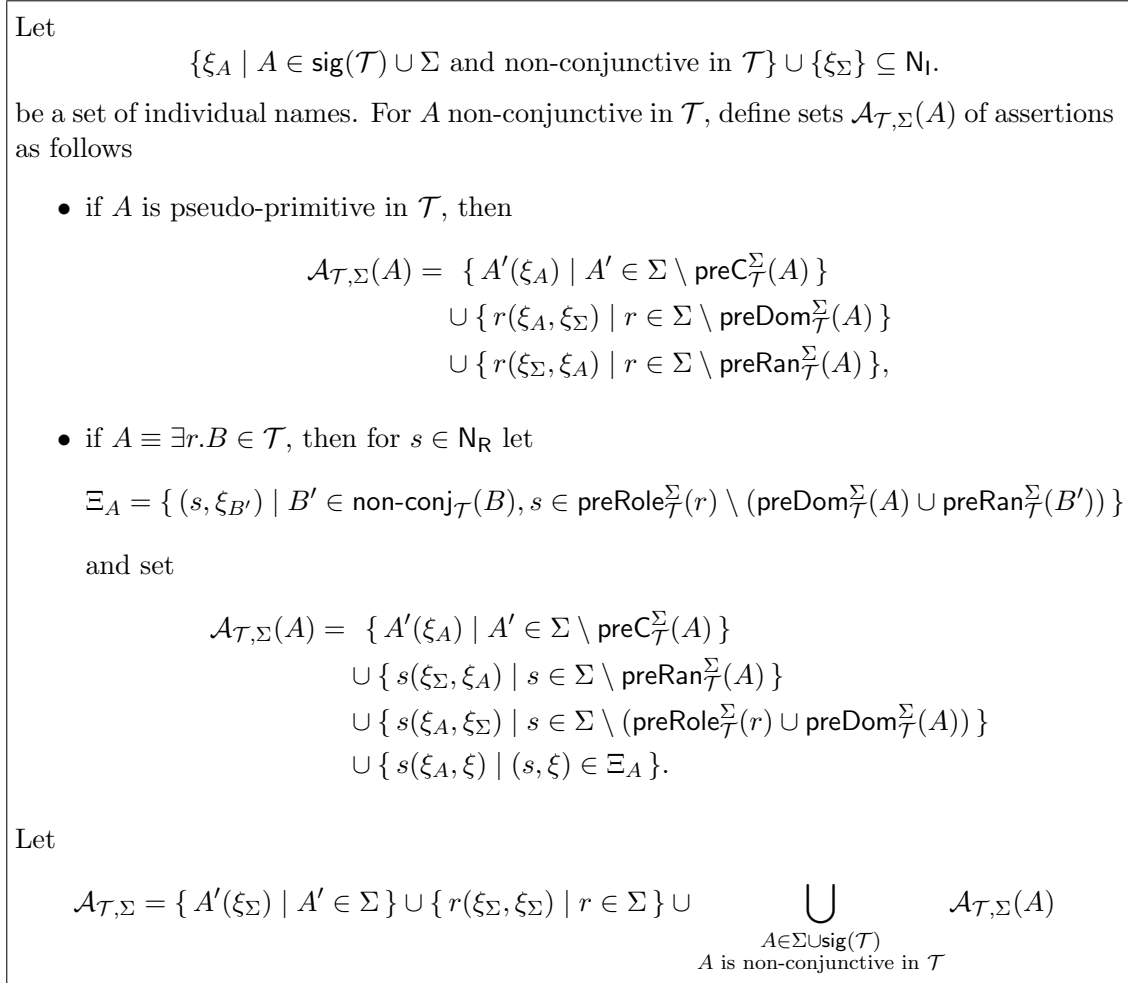 Let
{ξ_A | A ∈ sig(𝒯) ∪ Σ and non-conjunctive in 𝒯} ∪ {ξ_Σ} ⊆ N_I.
be a set of individual names. For A non-conjunctive in 𝒯, define sets 𝒜_{𝒯,Σ}(A) of assertions
as follows
• if A is pseudo-primitive in 𝒯, then
𝒜_{𝒯,Σ}(A) = { A′(ξ_A) | A′ ∈ Σ \ preC^Σ_𝒯(A) }
∪ { r(ξ_A, ξ_Σ) | r ∈ Σ \ preDom^Σ_𝒯(A) }
∪ { r(ξ_Σ, ξ_A) | r ∈ Σ \ preRan^Σ_𝒯(A) },
• if A ≡ ∃r.B ∈ 𝒯, then for s ∈ N_R let
Ξ_A = { (s, ξ_{B′}) | B′ ∈ non-conj_𝒯(B), s ∈ preRole^Σ_𝒯(r) \ (preDom^Σ_𝒯(A) ∪ preRan^Σ_𝒯(B′)) }
and set
𝒜_{𝒯,Σ}(A) = { A′(ξ_A) | A′ ∈ Σ \ preC^Σ_𝒯(A) }
∪ { s(ξ_Σ, ξ_A) | s ∈ Σ \ preRan^Σ_𝒯(A) }
∪ { s(ξ_A, ξ_Σ) | s ∈ Σ \ (preRole^Σ_𝒯(r) ∪ preDom^Σ_𝒯(A)) }
∪ { s(ξ_A, ξ) | (s, ξ) ∈ Ξ_A }.
Let
𝒜_{𝒯,Σ} = { A′(ξ_Σ) | A′ ∈ Σ } ∪ { r(ξ_Σ, ξ_Σ) | r ∈ Σ } ∪ ⋃ 𝒜_{𝒯,Σ}(A)
A∈Σ∪sig(𝒯)
A is non-conjunctive in 𝒯